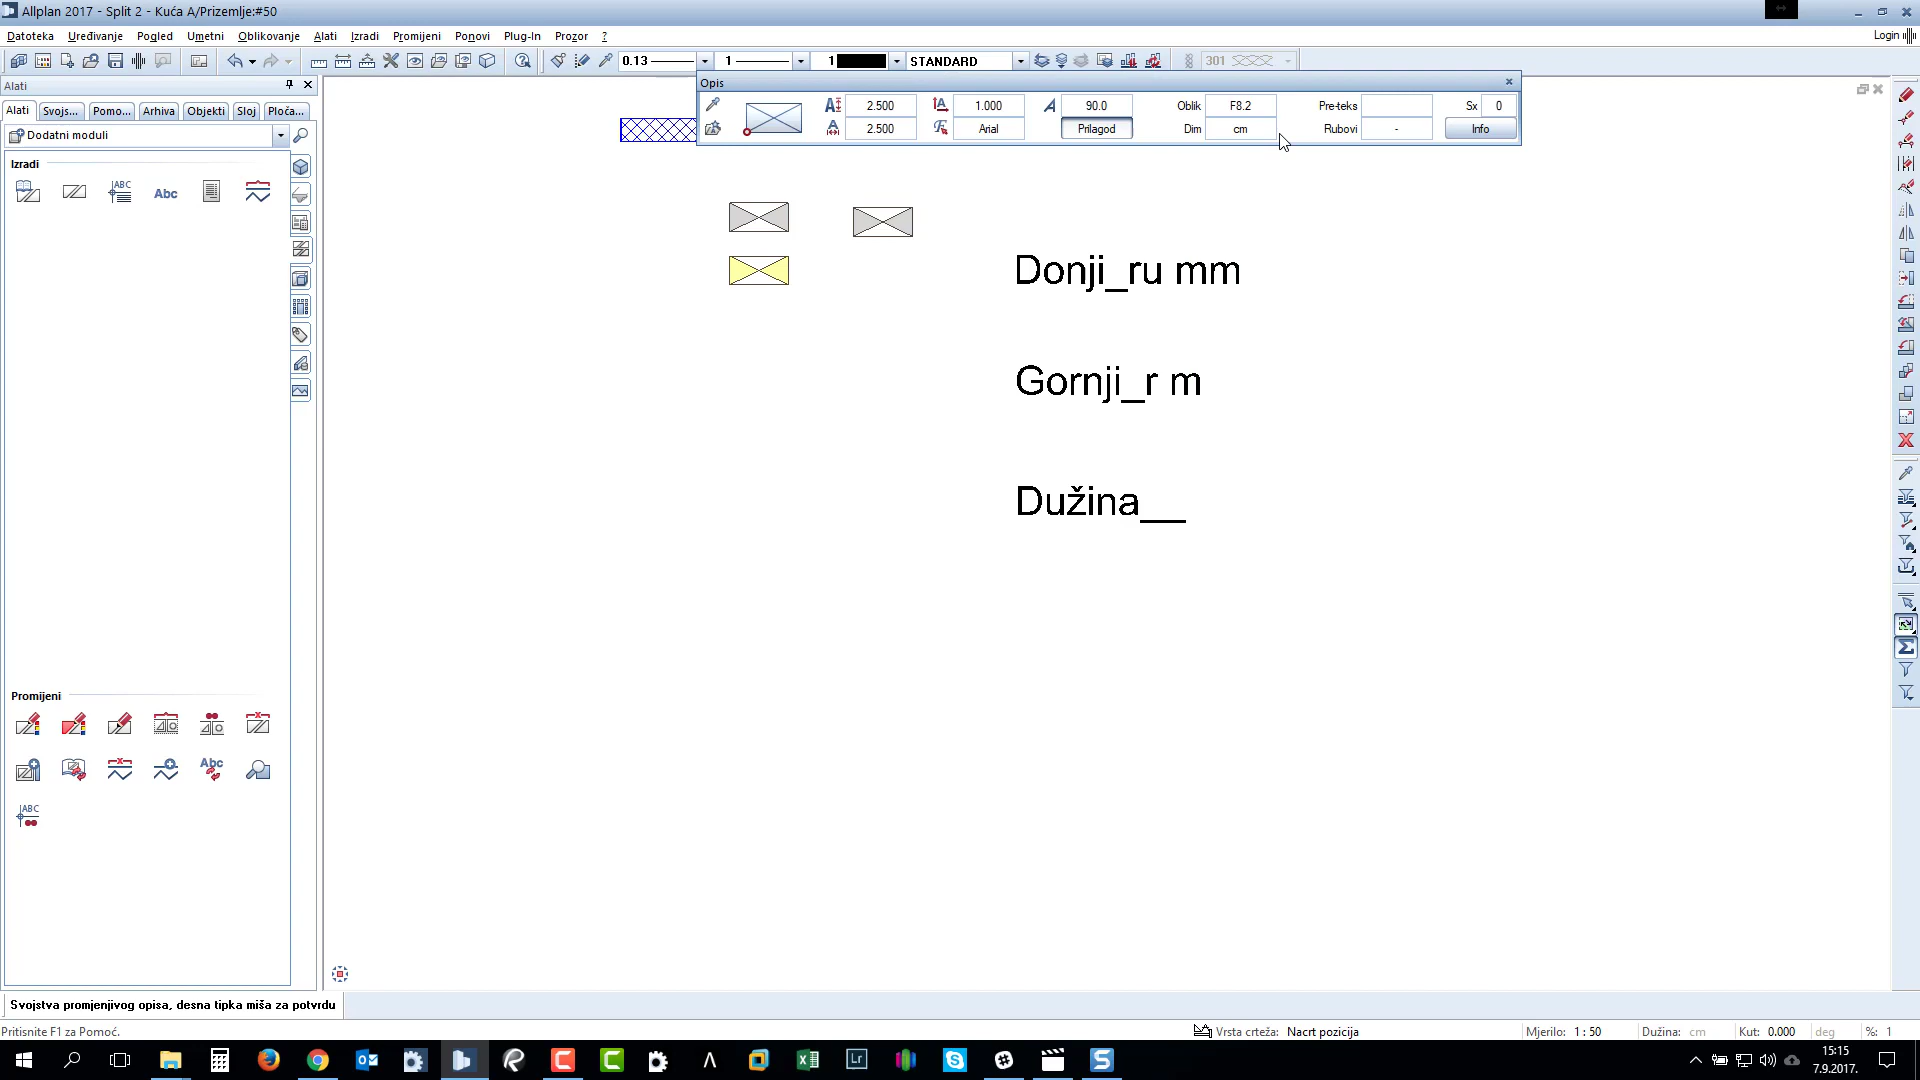 Allplan 2017 - Split 2 - Kuća A/Prizemlje:#50
Datoteka Uređivanje Pogled Umetni Oblikovanje Alati Izradi Promijeni Ponovi Plug-In Prozor ? Login
0.13 1 1 STANDARD 301
Alati
Alati Svojs... Pomo... Arhiva Objekti Sloj Ploča...
Dodatni moduli
Izradi
ABC Abc
Opis
2.500 1.000 90.0 Oblik F8.2 Pre-teks Sx 0
2.500 Arial Prilagod Dim cm Rubovi - Info
Donji_ru mm
Gornji_r m
Dužina__
Promijeni
Abc
ABC
Svojstva promjenjivog opisa, desna tipka miša za potvrdu
Pritisnite F1 za Pomoć. Vrsta crteža: Nacrt pozicija Mjerilo: 1 : 50 Dužina: cm Kut: 0.000 deg %: 1
Lr
15:15
7.9.2017.